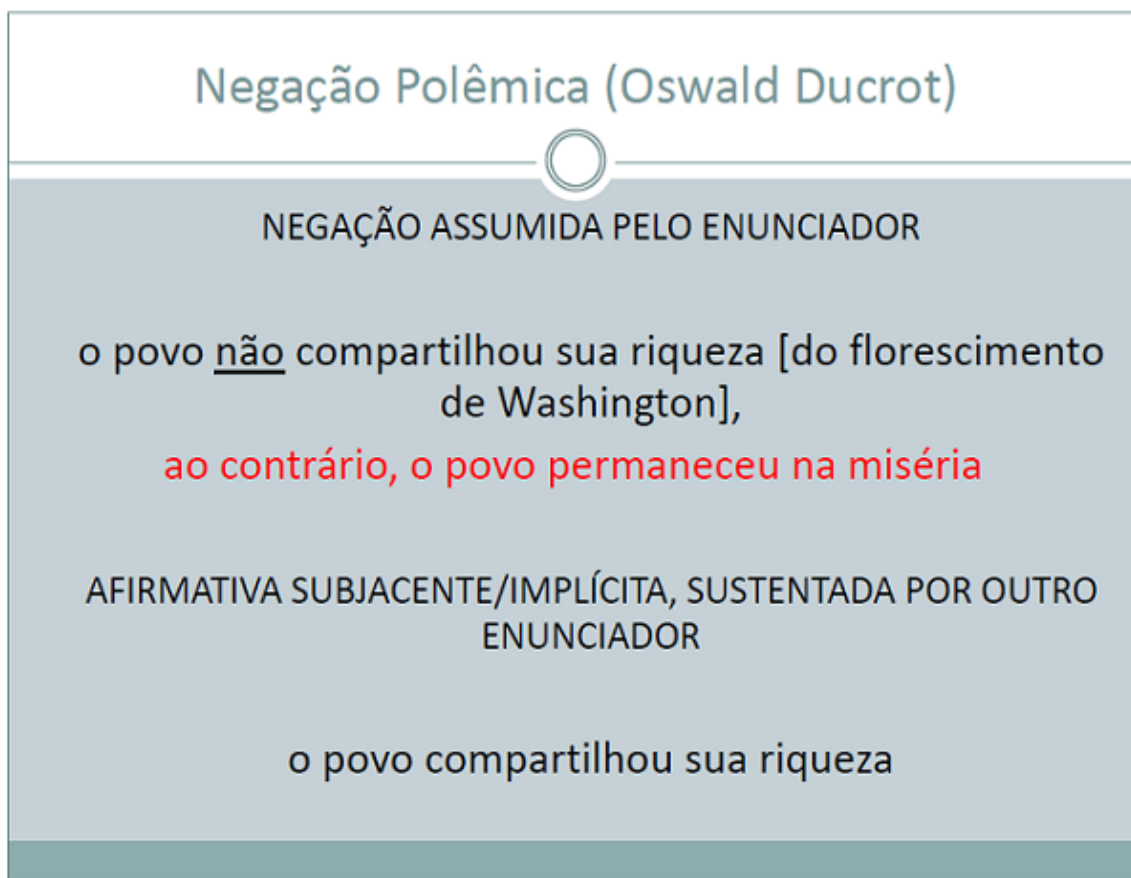 Negação Polêmica (Oswald Ducrot)
NEGAÇÃO ASSUMIDA PELO ENUNCIADOR
o povo não compartilhou sua riqueza [do florescimento
de Washington],
ao contrário, o povo permaneceu na miséria
AFIRMATIVA SUBJACENTE/IMPLÍCITA, SUSTENTADA POR OUTRO
ENUNCIADOR
o povo compartilhou sua riqueza